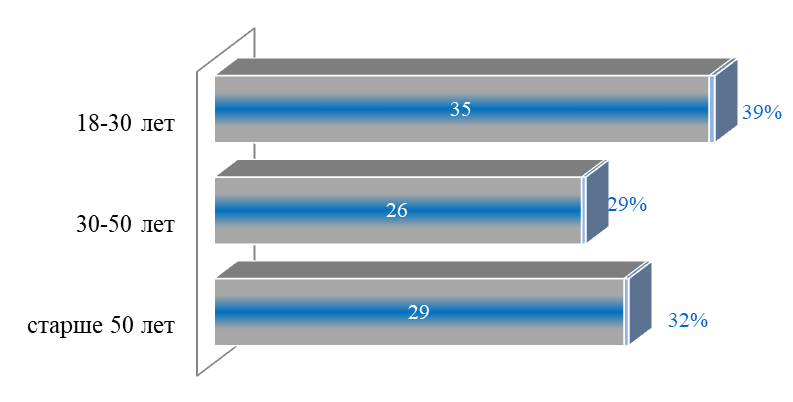 18-30 лет 35 39%
30-50 лет 26 29%
старше 50 лет 29 32%